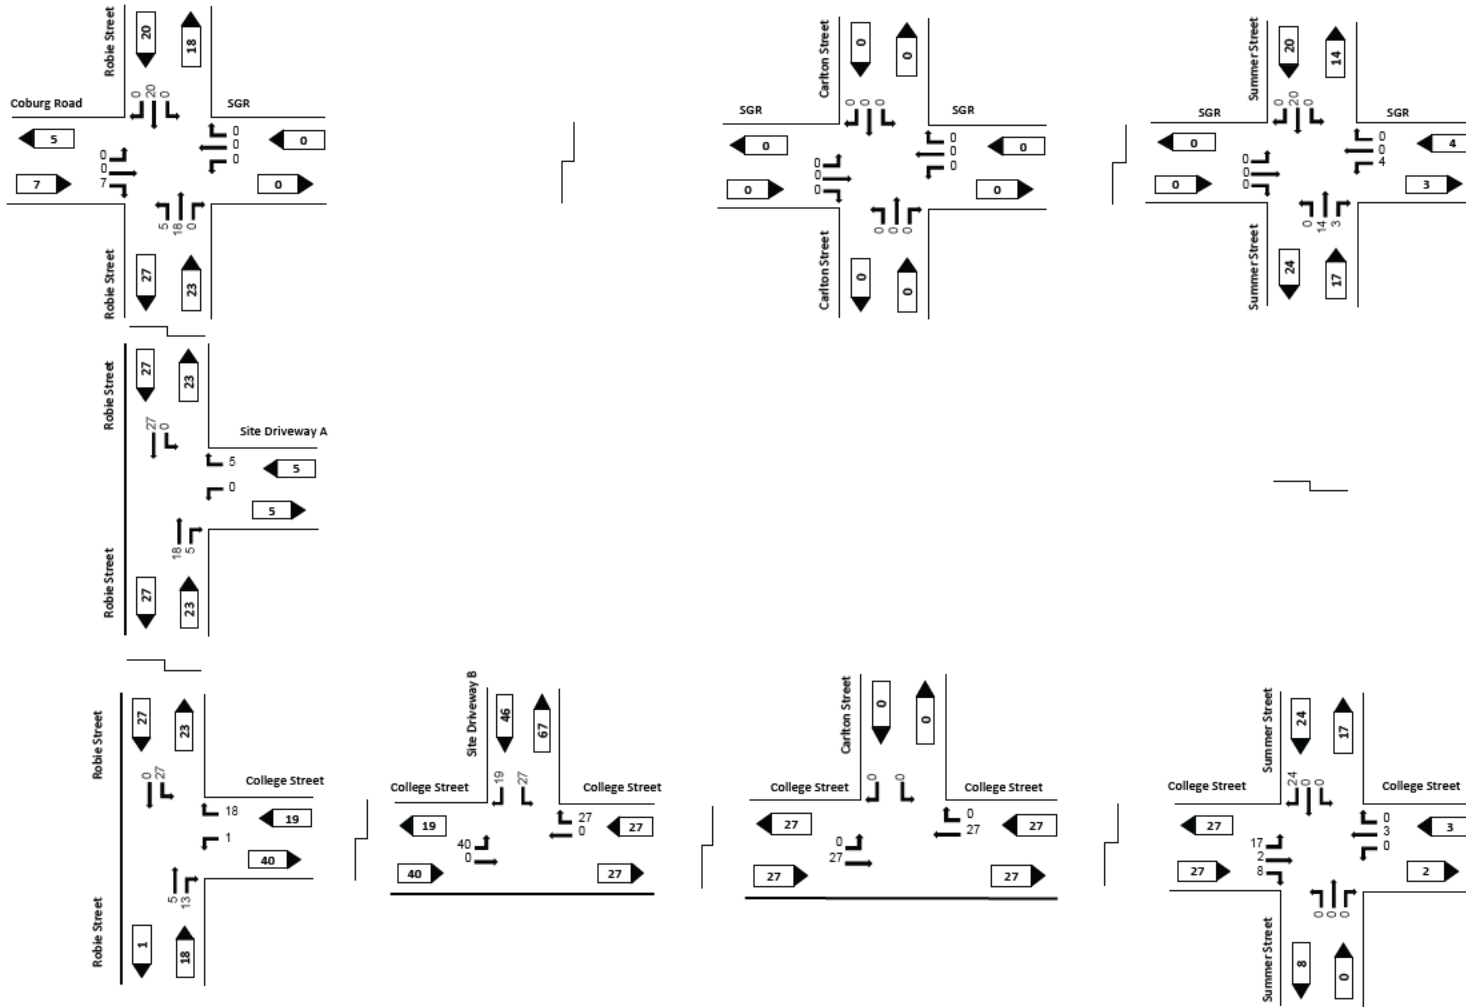 Robie Street
20
18
Coburg Road
0 20 0
SGR
5
0
0
0
0
0
0
7
7
0
5 18 0
Robie Street
27
23
Carlton Street
0
0
SGR
0 0 0
SGR
0
0
0
0
0
0
0
0
0
0
0 0 0
Carlton Street
0
0
Summer Street
20
14
SGR
0 20 0
SGR
0
0
0
4
4
0
0
0
0
3
0 14 3
Summer Street
24
17
Robie Street
27
23
27 0
Site Driveway A
5
5
0
5
18 5
Robie Street
27
23
Robie Street
27
23
0 27
College Street
18
19
1
40
5 13
Robie Street
1
18
Site Driveway B
46
67
College Street
19 27
College Street
19
27
0
27
40
0
40
27
Carlton Street
0
0
College Street
0 0
College Street
27
0
27
27
0
27
27
27
Summer Street
24
17
College Street
24 0 0
College Street
27
0
3
0
3
17
2
8
27
2
0 0 0
Summer Street
8
0